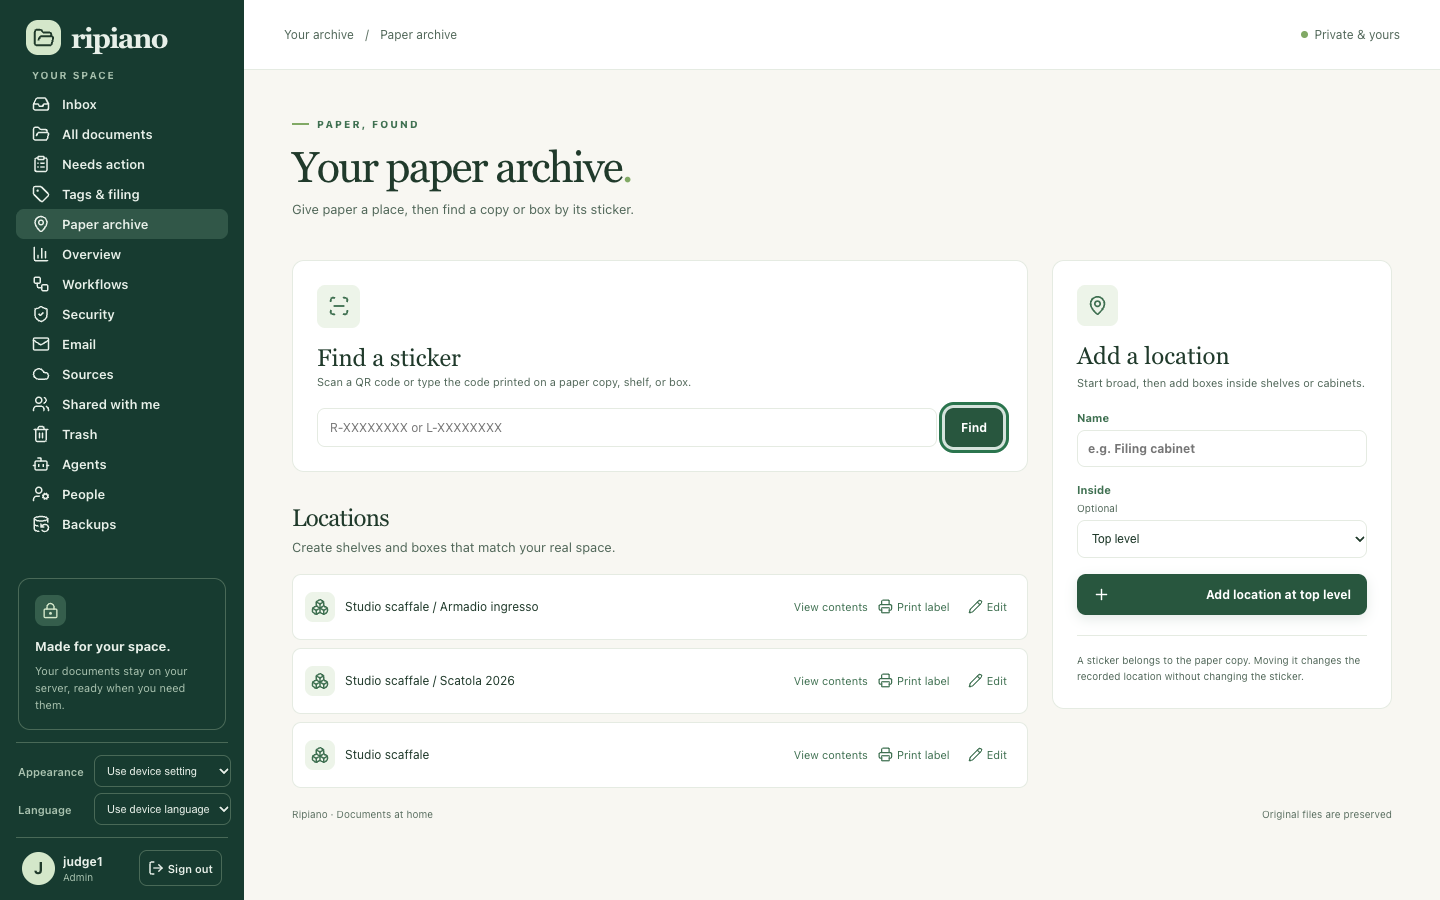 ripiano
YOUR SPACE
Inbox
All documents
Needs action
Tags & filing
Paper archive
Overview
Workflows
Security
Email
Sources
Shared with me
Trash
Agents
People
Backups
Made for your space.
Your documents stay on your
server, ready when you need
them.
Appearance
Use device setting
Language
Use device language
J
judge1
Admin
Sign out
Your archive / Paper archive
Private & yours
PAPER, FOUND
Your paper archive.
Give paper a place, then find a copy or box by its sticker.
Find a sticker
Scan a QR code or type the code printed on a paper copy, shelf, or box.
R-XXXXXXXX or L-XXXXXXXX
Find
Locations
Create shelves and boxes that match your real space.
Studio scaffale / Armadio ingresso
View contents
Print label
Edit
Studio scaffale / Scatola 2026
View contents
Print label
Edit
Studio scaffale
View contents
Print label
Edit
Add a location
Start broad, then add boxes inside shelves or cabinets.
Name
e.g. Filing cabinet
Inside
Optional
Top level
Add location at top level
A sticker belongs to the paper copy. Moving it changes the
recorded location without changing the sticker.
Ripiano · Documents at home
Original files are preserved